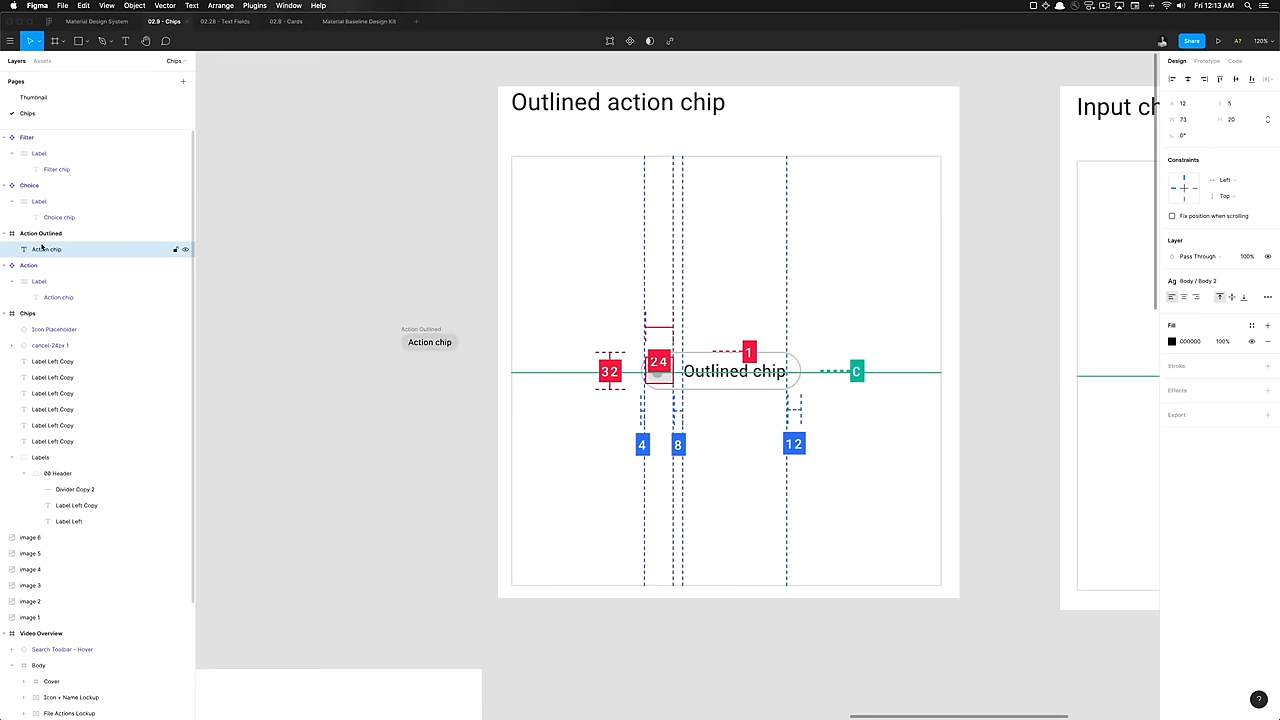 Figma File Edit View Object Vector Text Arrange Plugins Window Help Fri 12:13 AM
Material Design System 02.9 - Chips 02.28 - Text Fields 02.8 - Cards Material Baseline Design Kit +
Share A? 120%
Layers Assets Chips
Pages
Thumbnail
Chips
Filter
Label
Filter chip
Choice
Label
Choice chip
Action Outlined
Action chip
Action
Label
Action chip
Chips
Icon Placeholder
cancel-24px 1
Label Left Copy
Label Left Copy
Label Left Copy
Label Left Copy
Label Left Copy
Label Left Copy
Labels
00 Header
Divider Copy 2
Label Left Copy
Label Left
image 6
image 5
image 4
image 3
image 2
image 1
Video Overview
Search Toolbar - Hover
Body
Cover
Icon + Name Lockup
File Actions Lockup
Action Outlined
Action chip
Outlined action chip
32
24
1
Outlined chip
C
4
8
12
Input ch
Design Prototype Code
X 12 Y 5
W 73 H 20
0°
Constraints
Left
Top
Fix position when scrolling
Layer
Pass Through 100%
Ag Body / Body 2
Fill
000000 100%
Stroke
Effects
Export
?